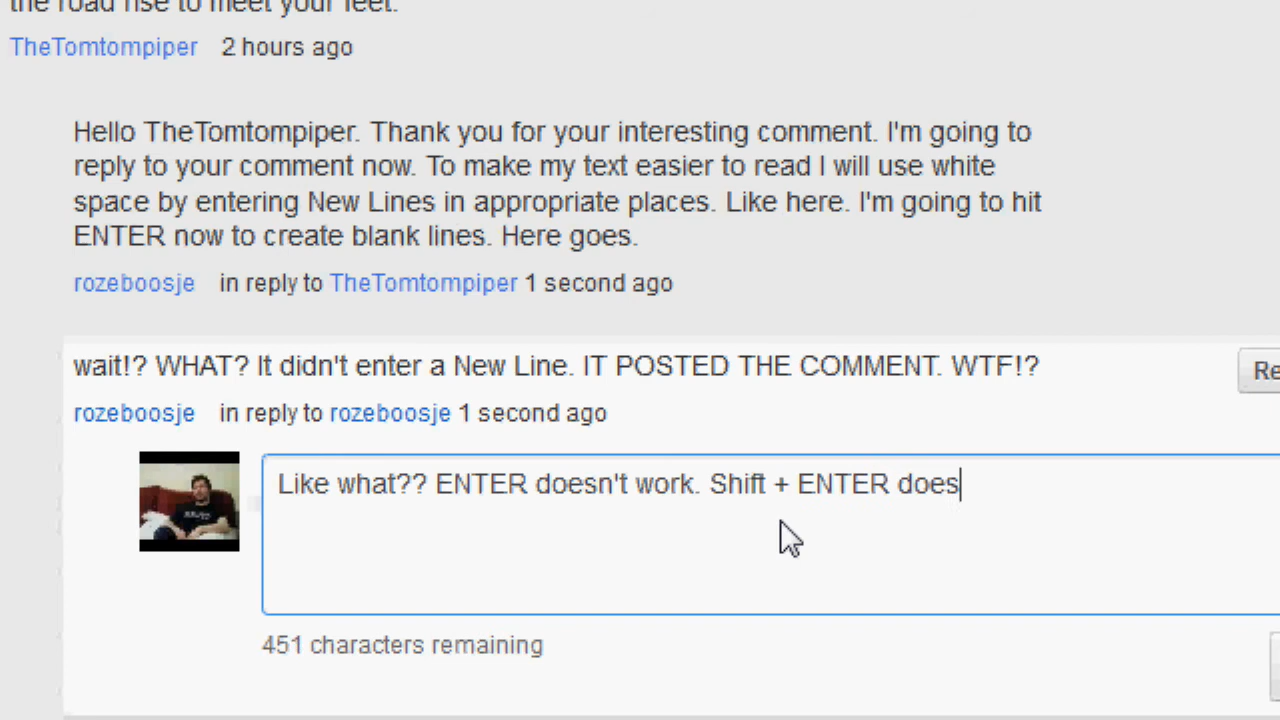 the road rise to meet your feet.
TheTomtompiper 2 hours ago
Hello TheTomtompiper. Thank you for your interesting comment. I'm going to
reply to your comment now. To make my text easier to read I will use white
space by entering New Lines in appropriate places. Like here. I'm going to hit
ENTER now to create blank lines. Here goes.
rozeboosje in reply to TheTomtompiper 1 second ago
wait!? WHAT? It didn't enter a New Line. IT POSTED THE COMMENT. WTF!?
Re
rozeboosje in reply to rozeboosje 1 second ago
Like what?? ENTER doesn't work. Shift + ENTER does
451 characters remaining